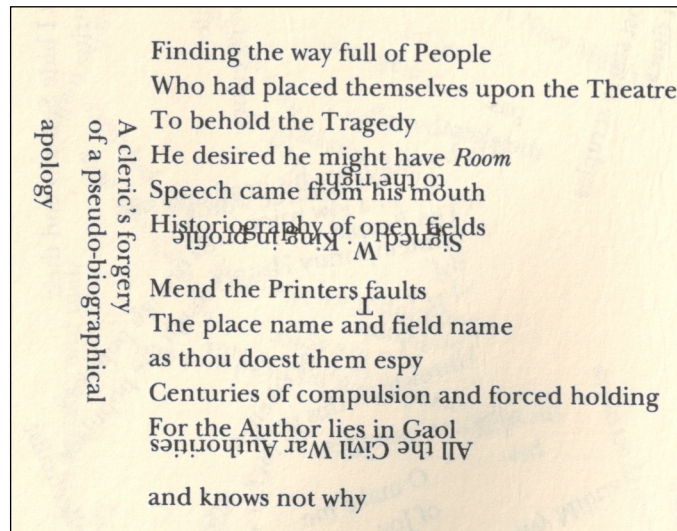 Finding the way full of People
Who had placed themselves upon the Theatre
To behold the Tragedy
He desired he might have Room
to the right
Speech came from his mouth
Historiography of open fields
Signed W. King in profile
Mend the Printers faults
T
The place name and field name
as thou doest them espy
Centuries of compulsion and forced holding
For the Author lies in Gaol
All the Civil War Authorities
and knows not why
A cleric's forgery
of a pseudo-biographical
apology